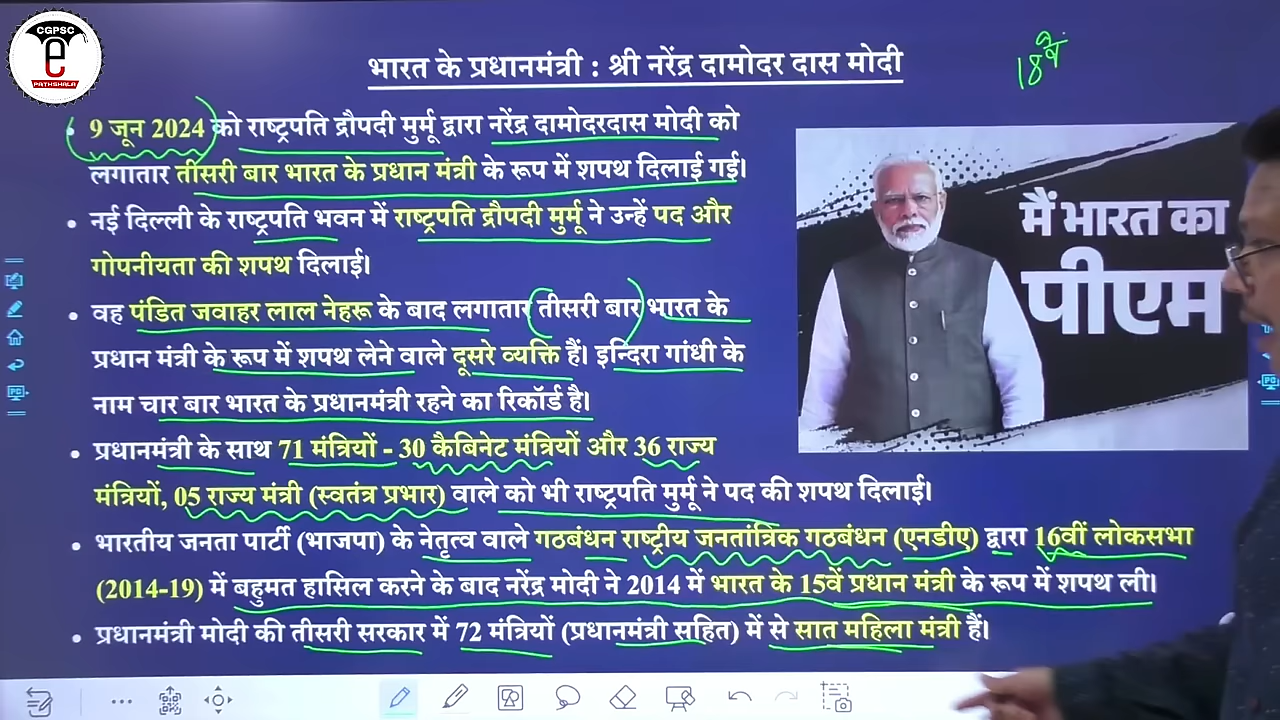 CGPSC
e
PATHSHALA
भारत के प्रधानमंत्री : श्री नरेंद्र दामोदर दास मोदी
18वीं
• 9 जून 2024 को राष्ट्रपति द्रौपदी मुर्मू द्वारा नरेंद्र दामोदरदास मोदी को
लगातार तीसरी बार भारत के प्रधान मंत्री के रूप में शपथ दिलाई गई।
• नई दिल्ली के राष्ट्रपति भवन में राष्ट्रपति द्रौपदी मुर्मू ने उन्हें पद और
गोपनीयता की शपथ दिलाई।
• वह पंडित जवाहर लाल नेहरू के बाद लगातार तीसरी बार भारत के
प्रधान मंत्री के रूप में शपथ लेने वाले दूसरे व्यक्ति हैं। इन्दिरा गांधी के
नाम चार बार भारत के प्रधानमंत्री रहने का रिकॉर्ड है।
• प्रधानमंत्री के साथ 71 मंत्रियों - 30 कैबिनेट मंत्रियों और 36 राज्य
मंत्रियों, 05 राज्य मंत्री (स्वतंत्र प्रभार) वाले को भी राष्ट्रपति मुर्मू ने पद की शपथ दिलाई।
• भारतीय जनता पार्टी (भाजपा) के नेतृत्व वाले गठबंधन राष्ट्रीय जनतांत्रिक गठबंधन (एनडीए) द्वारा 16वीं लोकसभा
(2014-19) में बहुमत हासिल करने के बाद नरेंद्र मोदी ने 2014 में भारत के 15वें प्रधान मंत्री के रूप में शपथ ली।
• प्रधानमंत्री मोदी की तीसरी सरकार में 72 मंत्रियों (प्रधानमंत्री सहित) में से सात महिला मंत्री हैं।
मैं भारत का
पीएम
PG
PG